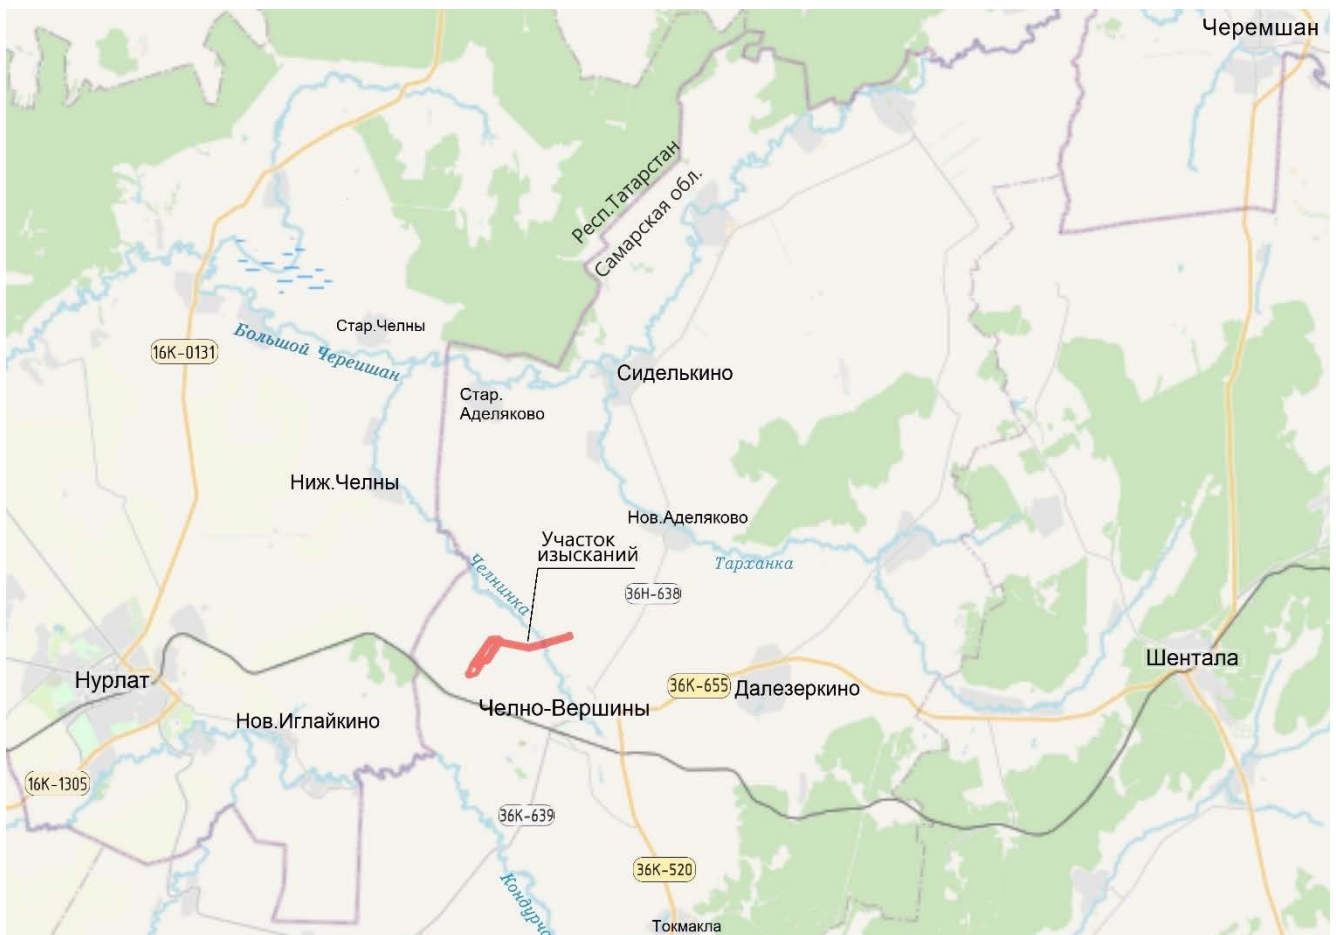 Черемшан
Респ.Татарстан
Самарская обл.
Стар.Челны
Большой Черемшан
16К-0131
Сиделькино
Стар.
Аделяково
Ниж.Челны
Нов.Аделяково
Участок
изысканий
Тарханка
Челнинка
36Н-638
Шентала
Нурлат
36К-655
Далезеркино
Челно-Вершины
Нов.Иглайкино
16К-1305
36К-639
36К-520
Кондурча
Токмакла